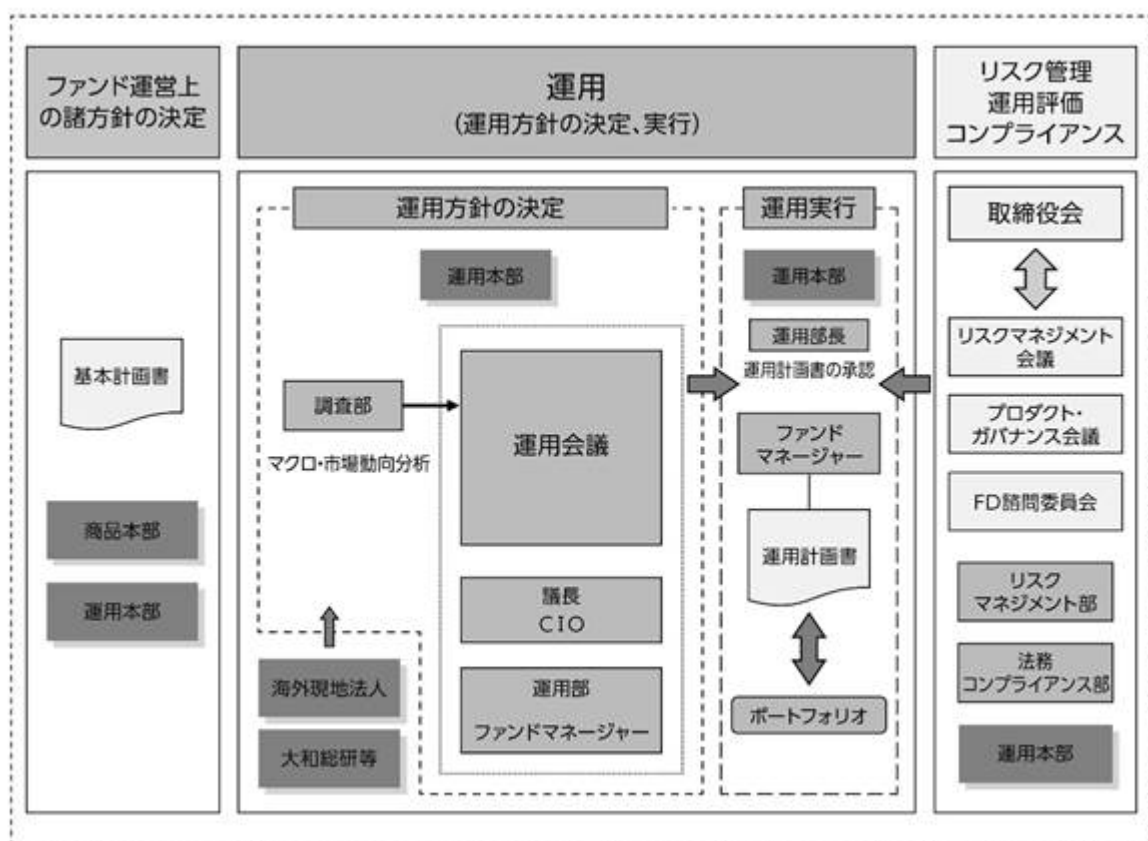 ファンド運営上
の諸方針の決定
運用
(運用方針の決定、実行)
リスク管理
運用評価
コンプライアンス
基本計画書
商品本部
運用本部
運用方針の決定
運用本部
調査部
マクロ・市場動向分析
運用会議
議長
CIO
運用部
ファンドマネージャー
海外現地法人
大和総研等
運用実行
運用本部
運用部長
運用計画書の承認
ファンド
マネージャー
運用計画書
ポートフォリオ
取締役会
リスクマネジメント
会議
プロダクト・
ガバナンス会議
FD諮問委員会
リスク
マネジメント部
法務
コンプライアンス部
運用本部